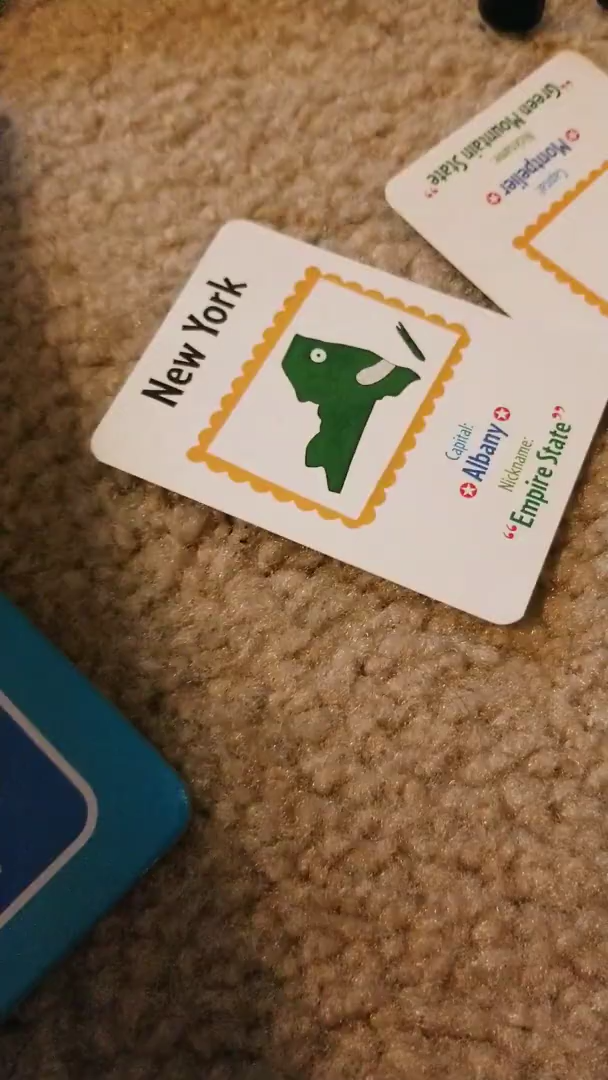 New York
Capital:
Albany
Nickname:
"Empire State"
Capital:
Montpelier
Nickname:
"Green Mountain State"